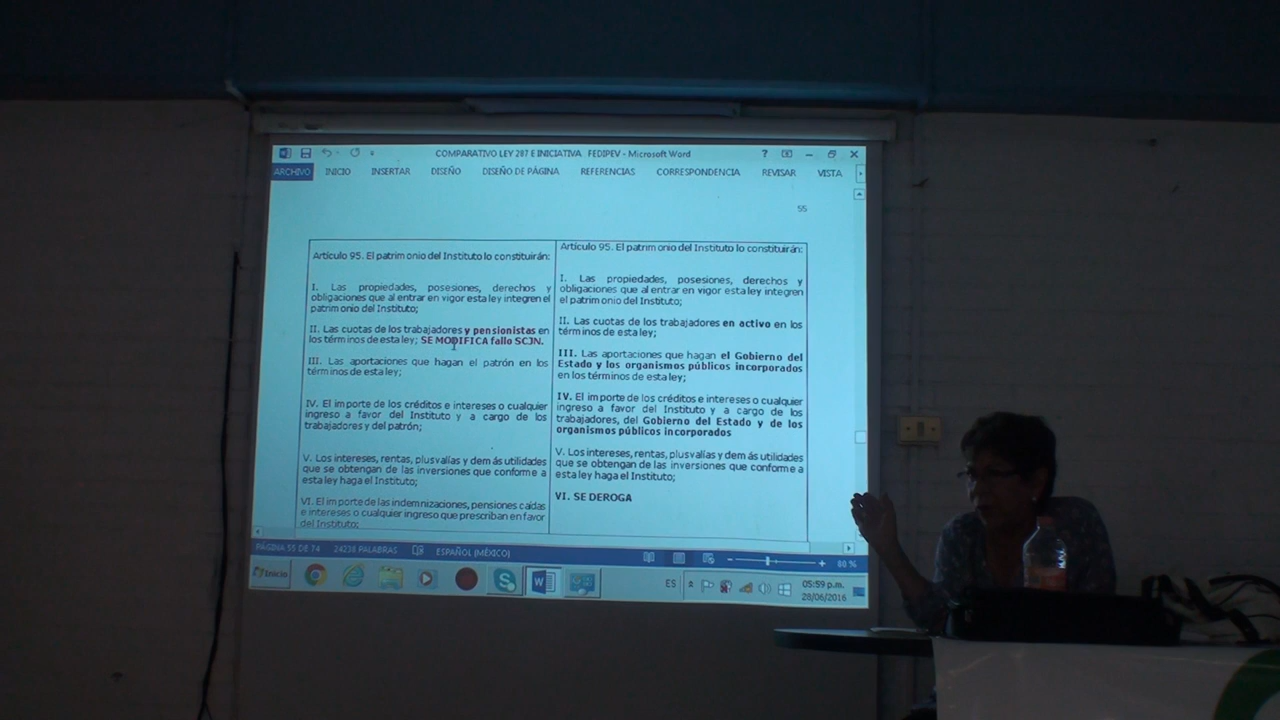 COMPARATIVO LEY 287 E INICIATIVA FEDIPEV - Microsoft Word
ARCHIVO INICIO INSERTAR DISEÑO DISEÑO DE PÁGINA REFERENCIAS CORRESPONDENCIA REVISAR VISTA
55
Artículo 95. El patrimonio del Instituto lo constituirán:
I. Las propiedades, posesiones, derechos y
obligaciones que al entrar en vigor esta ley integren el
patrimonio del Instituto;
II. Las cuotas de los trabajadores y pensionistas en
los términos de esta ley; SE MODIFICA fallo SCJN.
III. Las aportaciones que hagan el patrón en los
términos de esta ley;
IV. El importe de los créditos e intereses o cualquier
ingreso a favor del Instituto y a cargo de los
trabajadores y del patrón;
V. Los intereses, rentas, plusvalías y demás utilidades
que se obtengan de las inversiones que conforme a
esta ley haga el Instituto;
VI. El importe de las indemnizaciones, pensiones caídas
e intereses o cualquier ingreso que prescriban en favor
del Instituto;
Artículo 95. El patrimonio del Instituto lo constituirán:
I. Las propiedades, posesiones, derechos y
obligaciones que al entrar en vigor esta ley integren
el patrimonio del Instituto;
II. Las cuotas de los trabajadores en activo en los
términos de esta ley;
III. Las aportaciones que hagan el Gobierno del
Estado y los organismos públicos incorporados
en los términos de esta ley;
IV. El importe de los créditos e intereses o cualquier
ingreso a favor del Instituto y a cargo de los
trabajadores, del Gobierno del Estado y de los
organismos públicos incorporados
V. Los intereses, rentas, plusvalías y demás utilidades
que se obtengan de las inversiones que conforme a
esta ley haga el Instituto;
VI. SE DEROGA
PÁGINA 55 DE 74 24238 PALABRAS ESPAÑOL (MÉXICO) 80 %
Inicio ES 05:59 p.m.
28/06/2016